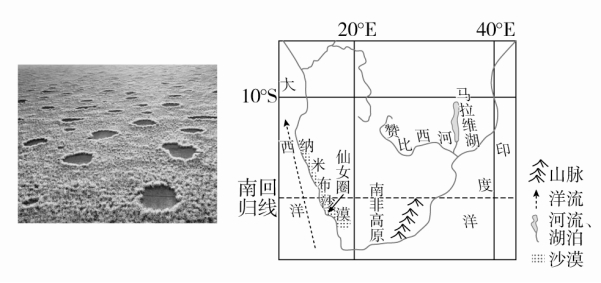 20°E
40°E
10°S
南回
归线
大
西
洋
纳
米
布
沙
漠
仙
女
圈
南
非
高
原
赞
比
西
河
马
拉
维
湖
印
度
洋
山脉
洋流
河流、
湖泊
沙漠